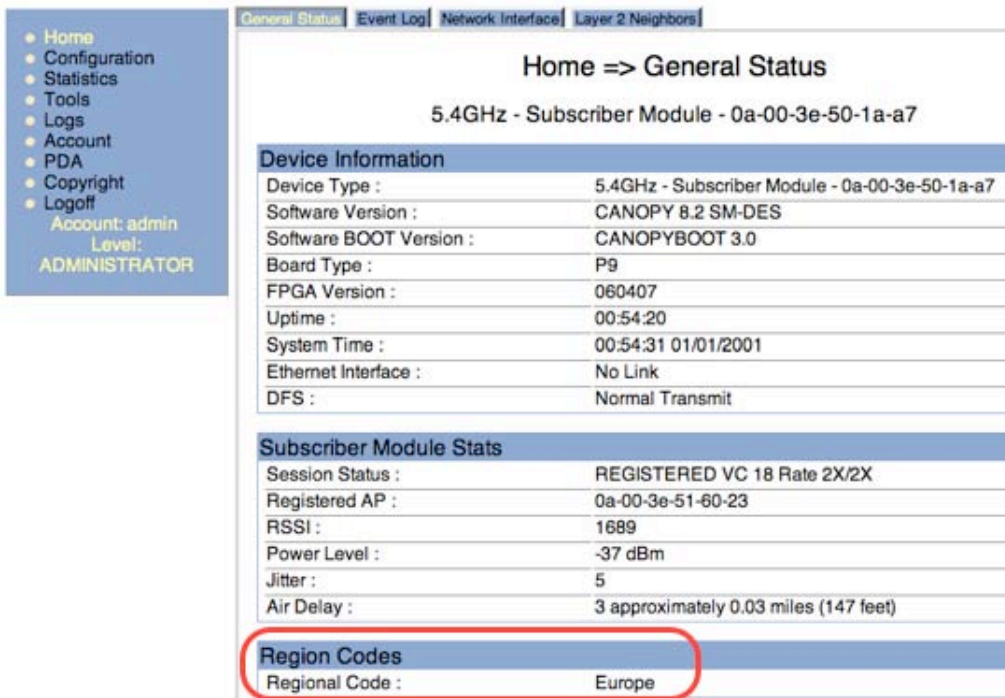 Home
Configuration
Statistics
Tools
Logs
Account
PDA
Copyright
Logoff
Account: admin
Level:
ADMINISTRATOR
General Status Event Log Network Interface Layer 2 Neighbors
Home => General Status
5.4GHz - Subscriber Module - 0a-00-3e-50-1a-a7
Device Information
Device Type : 5.4GHz - Subscriber Module - 0a-00-3e-50-1a-a7
Software Version : CANOPY 8.2 SM-DES
Software BOOT Version : CANOPYBOOT 3.0
Board Type : P9
FPGA Version : 060407
Uptime : 00:54:20
System Time : 00:54:31 01/01/2001
Ethernet Interface : No Link
DFS : Normal Transmit
Subscriber Module Stats
Session Status : REGISTERED VC 18 Rate 2X/2X
Registered AP : 0a-00-3e-51-60-23
RSSI : 1689
Power Level : -37 dBm
Jitter : 5
Air Delay : 3 approximately 0.03 miles (147 feet)
Region Codes
Regional Code : Europe